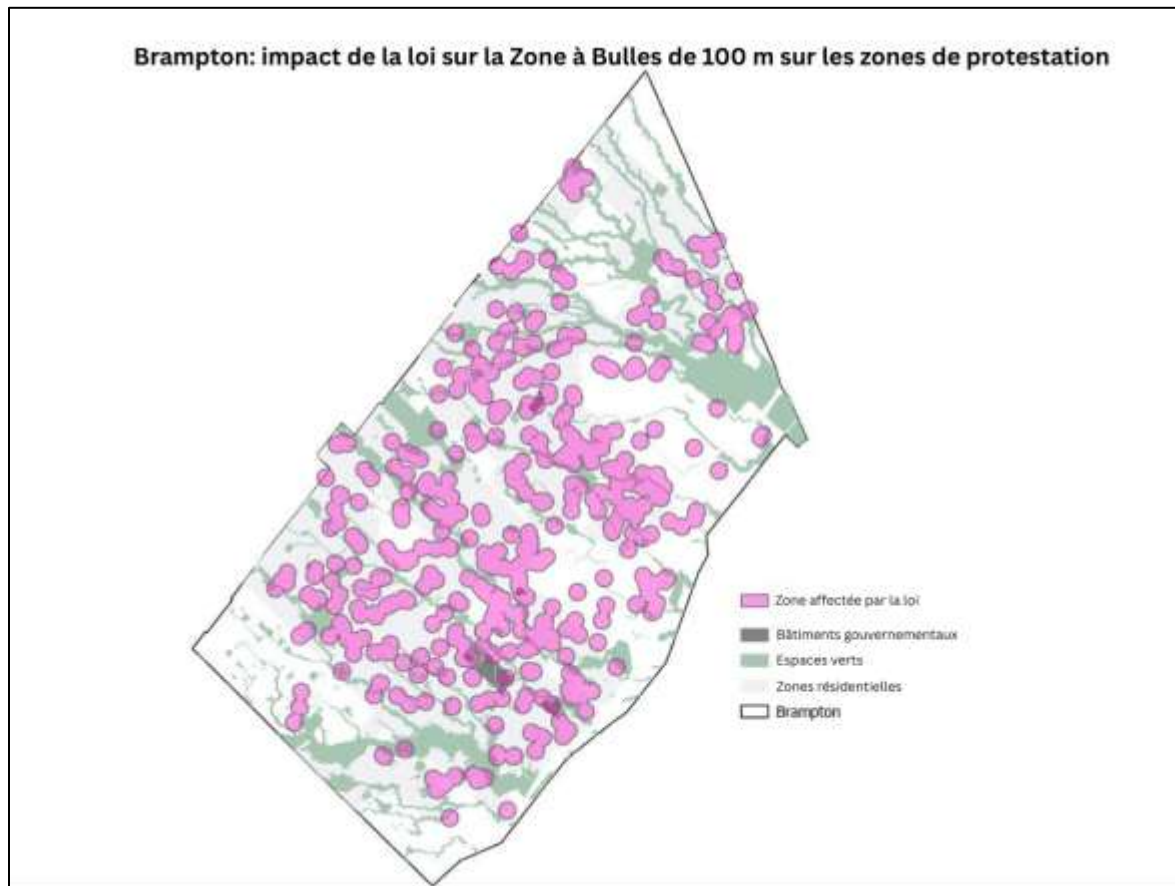 Brampton: impact de la loi sur la Zone à Bulles de 100 m sur les zones de protestation
Zone affectée par la loi
Bâtiments gouvernementaux
Espaces verts
Zones résidentielles
Brampton